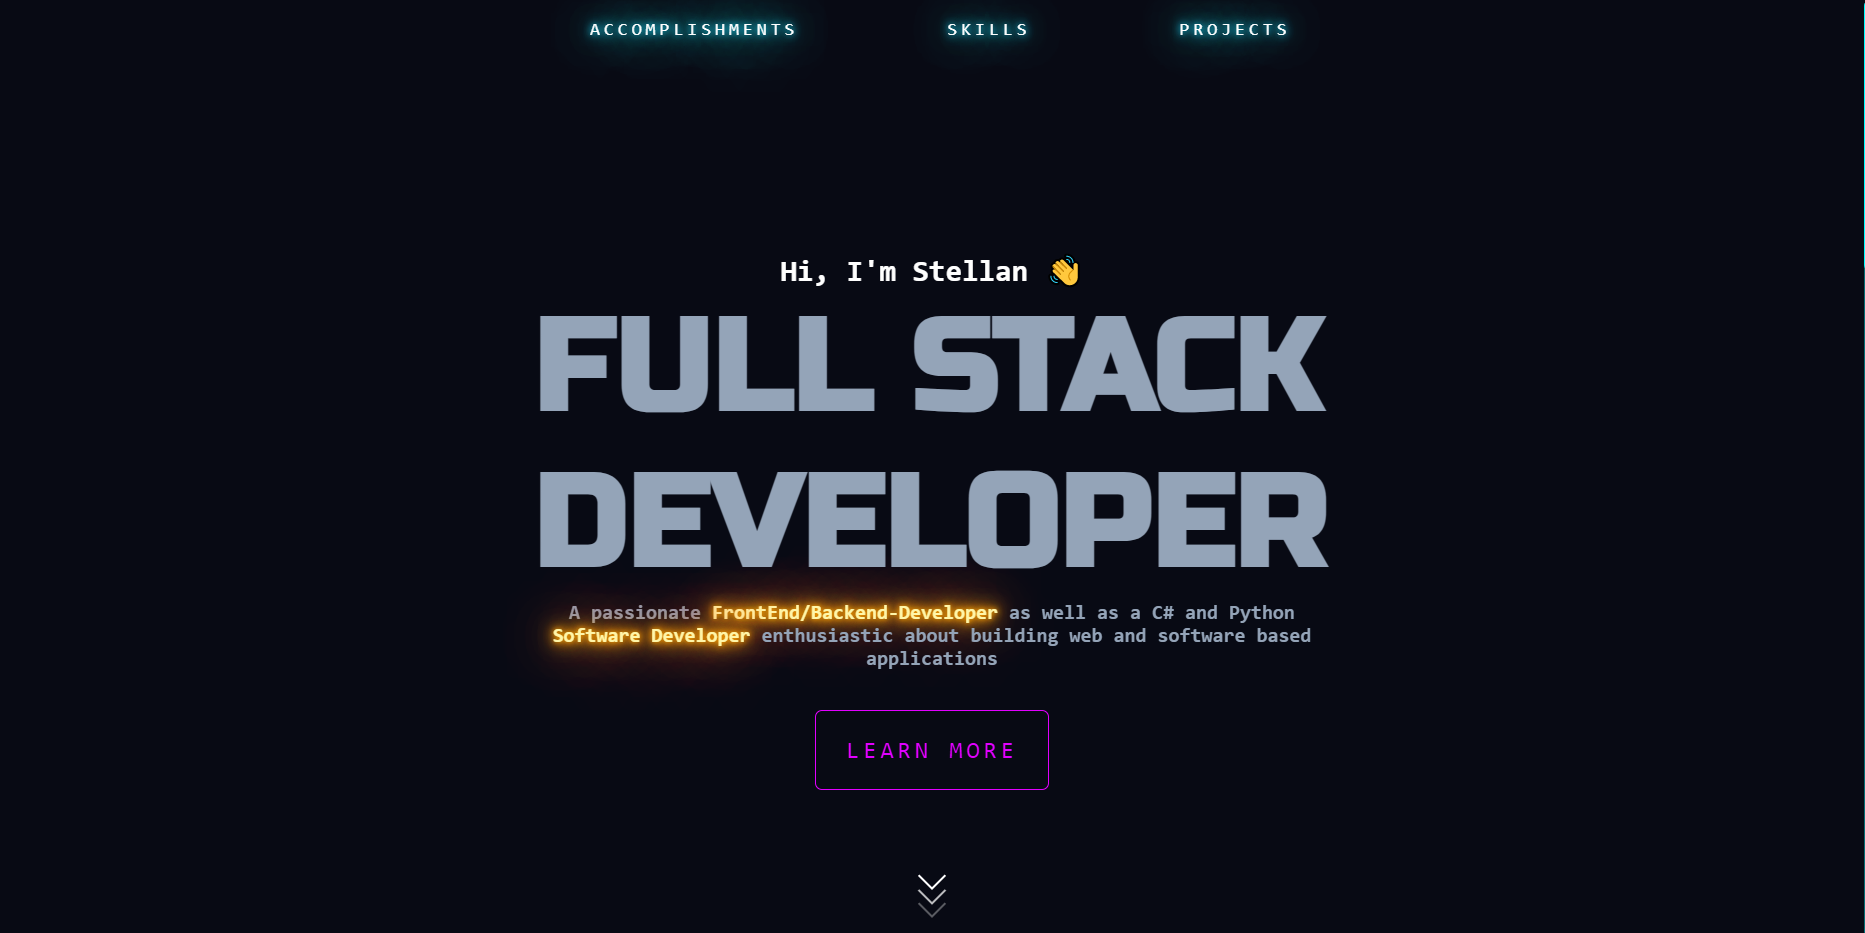 ACCOMPLISHMENTS SKILLS PROJECTS
Hi, I'm Stellan 👋
FULL STACK
DEVELOPER
A passionate FrontEnd/Backend-Developer as well as a C# and Python
Software Developer enthusiastic about building web and software based
applications
LEARN MORE